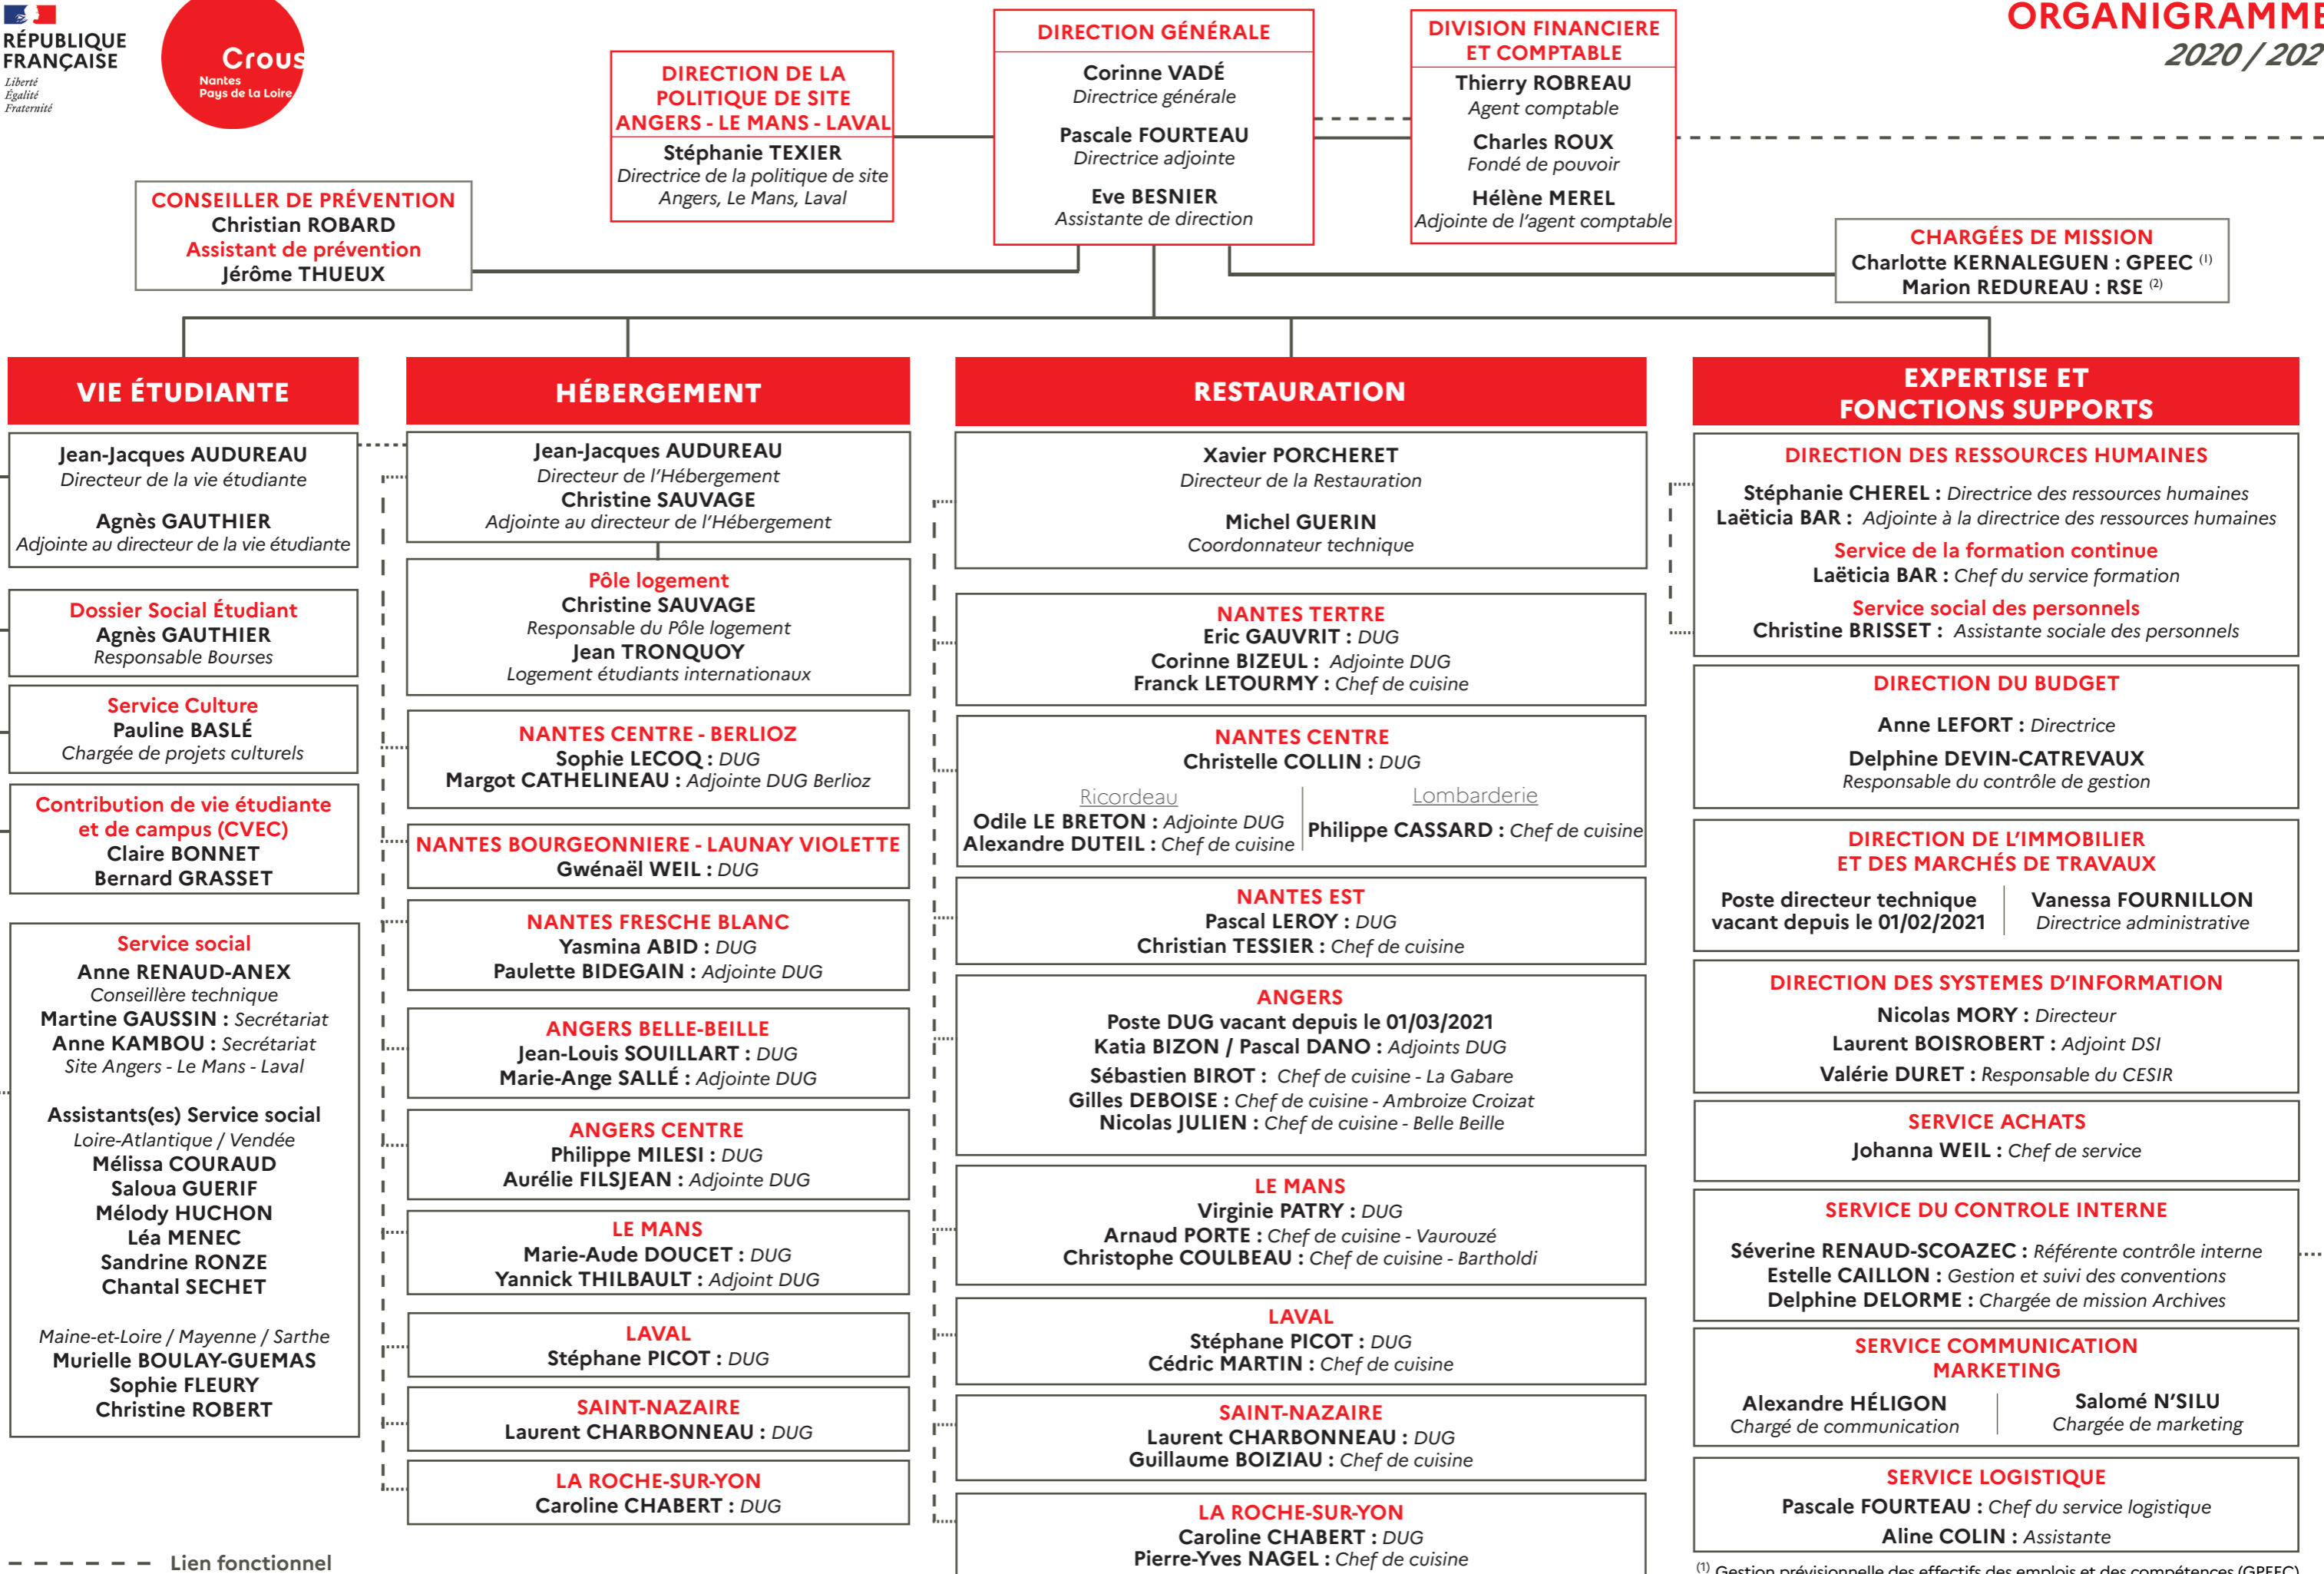 RÉPUBLIQUE
FRANÇAISE
Liberté
Égalité
Fraternité
Crous
Nantes
Pays de la Loire
ORGANIGRAMME
2020 / 202
DIRECTION DE LA
POLITIQUE DE SITE
ANGERS - LE MANS - LAVAL
Stéphanie TEXIER
Directrice de la politique de site
Angers, Le Mans, Laval
DIRECTION GÉNÉRALE
Corinne VADÉ
Directrice générale
Pascale FOURTEAU
Directrice adjointe
Eve BESNIER
Assistante de direction
DIVISION FINANCIERE
ET COMPTABLE
Thierry ROBREAU
Agent comptable
Charles ROUX
Fondé de pouvoir
Hélène MEREL
Adjointe de l'agent comptable
CONSEILLER DE PRÉVENTION
Christian ROBARD
Assistant de prévention
Jérôme THUEUX
CHARGÉES DE MISSION
Charlotte KERNALEGUEN : GPEEC (1)
Marion REDUREAU : RSE (2)
VIE ÉTUDIANTE
Jean-Jacques AUDUREAU
Directeur de la vie étudiante
Agnès GAUTHIER
Adjointe au directeur de la vie étudiante
Dossier Social Étudiant
Agnès GAUTHIER
Responsable Bourses
Service Culture
Pauline BASLÉ
Chargée de projets culturels
Contribution de vie étudiante
et de campus (CVEC)
Claire BONNET
Bernard GRASSET
Service social
Anne RENAUD-ANEX
Conseillère technique
Martine GAUSSIN : Secrétariat
Anne KAMBOU : Secrétariat
Site Angers - Le Mans - Laval
Assistants(es) Service social
Loire-Atlantique / Vendée
Mélissa COURAUD
Saloua GUERIF
Mélody HUCHON
Léa MENEC
Sandrine RONZE
Chantal SECHET
Maine-et-Loire / Mayenne / Sarthe
Murielle BOULAY-GUEMAS
Sophie FLEURY
Christine ROBERT
HÉBERGEMENT
Jean-Jacques AUDUREAU
Directeur de l'Hébergement
Christine SAUVAGE
Adjointe au directeur de l'Hébergement
Pôle logement
Christine SAUVAGE
Responsable du Pôle logement
Jean TRONQUOY
Logement étudiants internationaux
NANTES CENTRE - BERLIOZ
Sophie LECOQ : DUG
Margot CATHELINEAU : Adjointe DUG Berlioz
NANTES BOURGEONNIERE - LAUNAY VIOLETTE
Gwénaël WEIL : DUG
NANTES FRESCHE BLANC
Yasmina ABID : DUG
Paulette BIDEGAIN : Adjointe DUG
ANGERS BELLE-BEILLE
Jean-Louis SOUILLART : DUG
Marie-Ange SALLÉ : Adjointe DUG
ANGERS CENTRE
Philippe MILESI : DUG
Aurélie FILSJEAN : Adjointe DUG
LE MANS
Marie-Aude DOUCET : DUG
Yannick THILBAULT : Adjoint DUG
LAVAL
Stéphane PICOT : DUG
SAINT-NAZAIRE
Laurent CHARBONNEAU : DUG
LA ROCHE-SUR-YON
Caroline CHABERT : DUG
RESTAURATION
Xavier PORCHERET
Directeur de la Restauration
Michel GUERIN
Coordonnateur technique
NANTES TERTRE
Eric GAUVRIT : DUG
Corinne BIZEUL : Adjointe DUG
Franck LETOURMY : Chef de cuisine
NANTES CENTRE
Christelle COLLIN : DUG
Ricordeau
Odile LE BRETON : Adjointe DUG
Alexandre DUTEIL : Chef de cuisine
Lombarderie
Philippe CASSARD : Chef de cuisine
NANTES EST
Pascal LEROY : DUG
Christian TESSIER : Chef de cuisine
ANGERS
Poste DUG vacant depuis le 01/03/2021
Katia BIZON / Pascal DANO : Adjoints DUG
Sébastien BIROT : Chef de cuisine - La Gabare
Gilles DEBOISE : Chef de cuisine - Ambroize Croizat
Nicolas JULIEN : Chef de cuisine - Belle Beille
LE MANS
Virginie PATRY : DUG
Arnaud PORTE : Chef de cuisine - Vaurouzé
Christophe COULBEAU : Chef de cuisine - Bartholdi
LAVAL
Stéphane PICOT : DUG
Cédric MARTIN : Chef de cuisine
SAINT-NAZAIRE
Laurent CHARBONNEAU : DUG
Guillaume BOIZIAU : Chef de cuisine
LA ROCHE-SUR-YON
Caroline CHABERT : DUG
Pierre-Yves NAGEL : Chef de cuisine
EXPERTISE ET
FONCTIONS SUPPORTS
DIRECTION DES RESSOURCES HUMAINES
Stéphanie CHEREL : Directrice des ressources humaines
Laëticia BAR : Adjointe à la directrice des ressources humaines
Service de la formation continue
Laëticia BAR : Chef du service formation
Service social des personnels
Christine BRISSET : Assistante sociale des personnels
DIRECTION DU BUDGET
Anne LEFORT : Directrice
Delphine DEVIN-CATREVAUX
Responsable du contrôle de gestion
DIRECTION DE L'IMMOBILIER
ET DES MARCHÉS DE TRAVAUX
Poste directeur technique
vacant depuis le 01/02/2021
Vanessa FOURNILLON
Directrice administrative
DIRECTION DES SYSTEMES D'INFORMATION
Nicolas MORY : Directeur
Laurent BOISROBERT : Adjoint DSI
Valérie DURET : Responsable du CESIR
SERVICE ACHATS
Johanna WEIL : Chef de service
SERVICE DU CONTROLE INTERNE
Séverine RENAUD-SCOAZEC : Référente contrôle interne
Estelle CAILLON : Gestion et suivi des conventions
Delphine DELORME : Chargée de mission Archives
SERVICE COMMUNICATION
MARKETING
Alexandre HÉLIGON
Chargé de communication
Salomé N'SILU
Chargée de marketing
SERVICE LOGISTIQUE
Pascale FOURTEAU : Chef du service logistique
Aline COLIN : Assistante
Lien fonctionnel
(1) Gestion prévisionnelle des effectifs des emplois et des compétences (GPEEC)